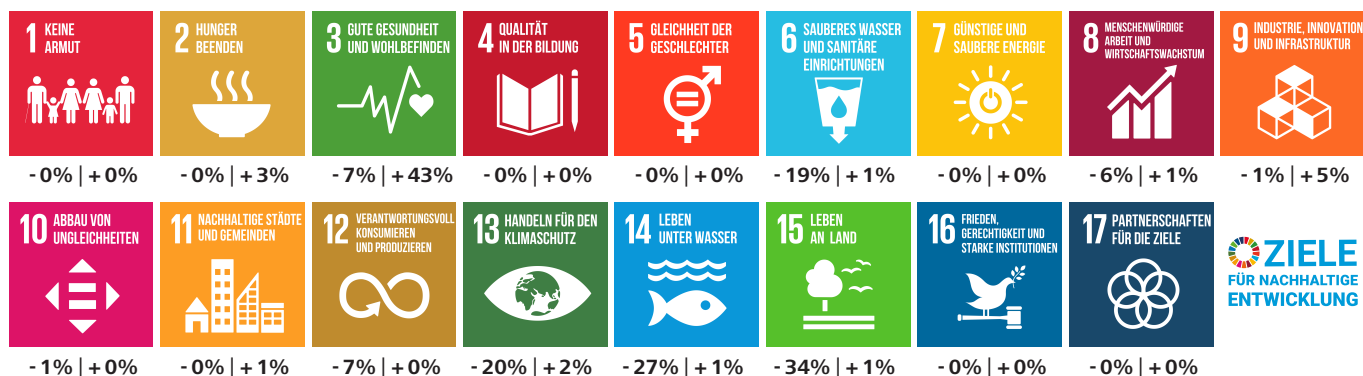 1 KEINE
ARMUT
2 HUNGER
BEENDEN
3 GUTE GESUNDHEIT
UND WOHLBEFINDEN
4 QUALITÄT
IN DER BILDUNG
5 GLEICHHEIT DER
GESCHLECHTER
6 SAUBERES WASSER
UND SANITÄRE
EINRICHTUNGEN
7 GÜNSTIGE UND
SAUBERE ENERGIE
8 MENSCHENWÜRDIGE
ARBEIT UND
WIRTSCHAFTSWACHSTUM
9 INDUSTRIE, INNOVATION
UND INFRASTRUKTUR
- 0% | + 0%
- 0% | + 3%
- 7% | + 43%
- 0% | + 0%
- 0% | + 0%
- 19% | + 1%
- 0% | + 0%
- 6% | + 1%
- 1% | + 5%
10 ABBAU VON
UNGLEICHHEITEN
11 NACHHALTIGE STÄDTE
UND GEMEINDEN
12 VERANTWORTUNGSVOLL
KONSUMIEREN
UND PRODUZIEREN
13 HANDELN FÜR DEN
KLIMASCHUTZ
14 LEBEN
UNTER WASSER
15 LEBEN
AN LAND
16 FRIEDEN,
GERECHTIGKEIT UND
STARKE INSTITUTIONEN
17 PARTNERSCHAFTEN
FÜR DIE ZIELE
ZIELE
FÜR NACHHALTIGE
ENTWICKLUNG
- 1% | + 0%
- 0% | + 1%
- 7% | + 0%
- 20% | + 2%
- 27% | + 1%
- 34% | + 1%
- 0% | + 0%
- 0% | + 0%